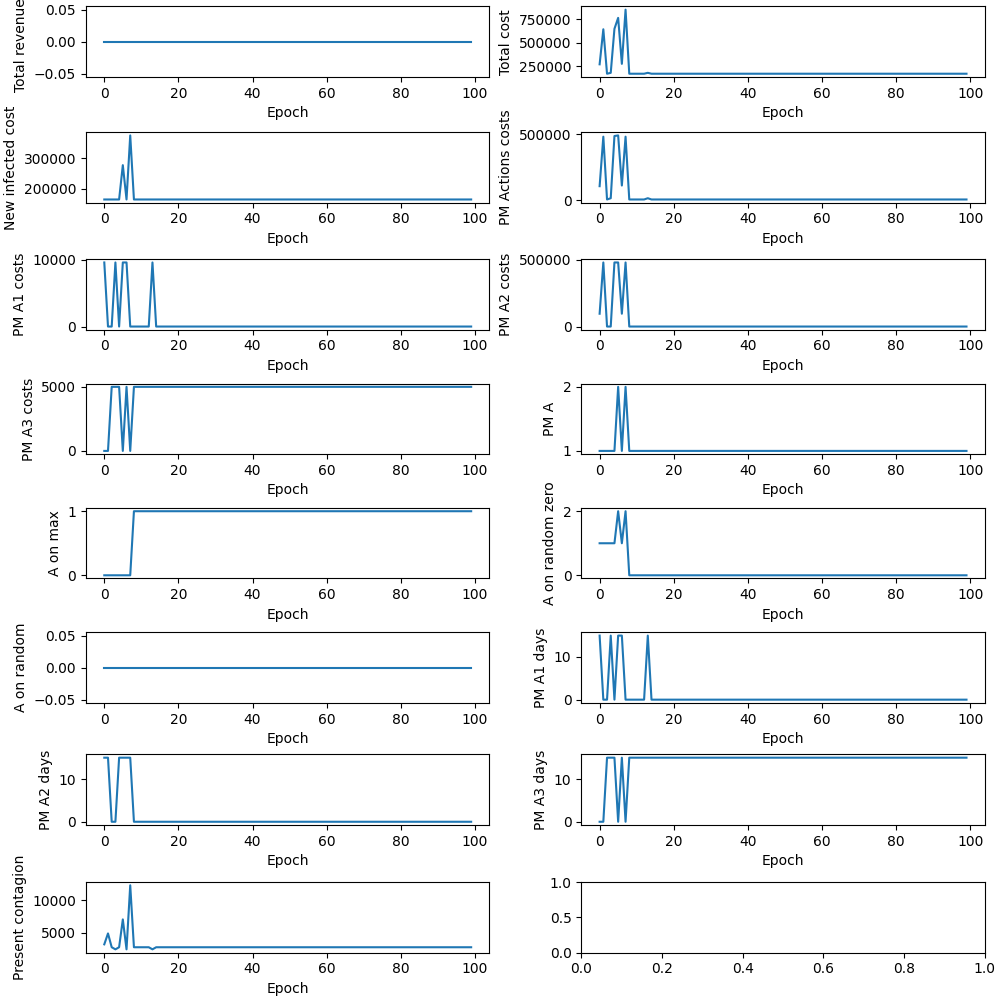 Total revenue
0.05
0.00
−0.05
0 20 40 60 80 100
Epoch
Total cost
750000
500000
250000
0 20 40 60 80 100
Epoch
New infected cost
300000
200000
0 20 40 60 80 100
Epoch
PM Actions costs
500000
0
0 20 40 60 80 100
Epoch
PM A1 costs
10000
0
0 20 40 60 80 100
Epoch
PM A2 costs
500000
0
0 20 40 60 80 100
Epoch
PM A3 costs
5000
0
0 20 40 60 80 100
Epoch
PM A
2
1
0 20 40 60 80 100
Epoch
A on max
1
0
0 20 40 60 80 100
Epoch
A on random zero
2
0
0 20 40 60 80 100
Epoch
A on random
0.05
0.00
−0.05
0 20 40 60 80 100
Epoch
PM A1 days
10
0
0 20 40 60 80 100
Epoch
PM A2 days
10
0
0 20 40 60 80 100
Epoch
PM A3 days
10
0
0 20 40 60 80 100
Epoch
Present contagion
10000
5000
0 20 40 60 80 100
Epoch
1.0
0.5
0.0
0.0 0.2 0.4 0.6 0.8 1.0